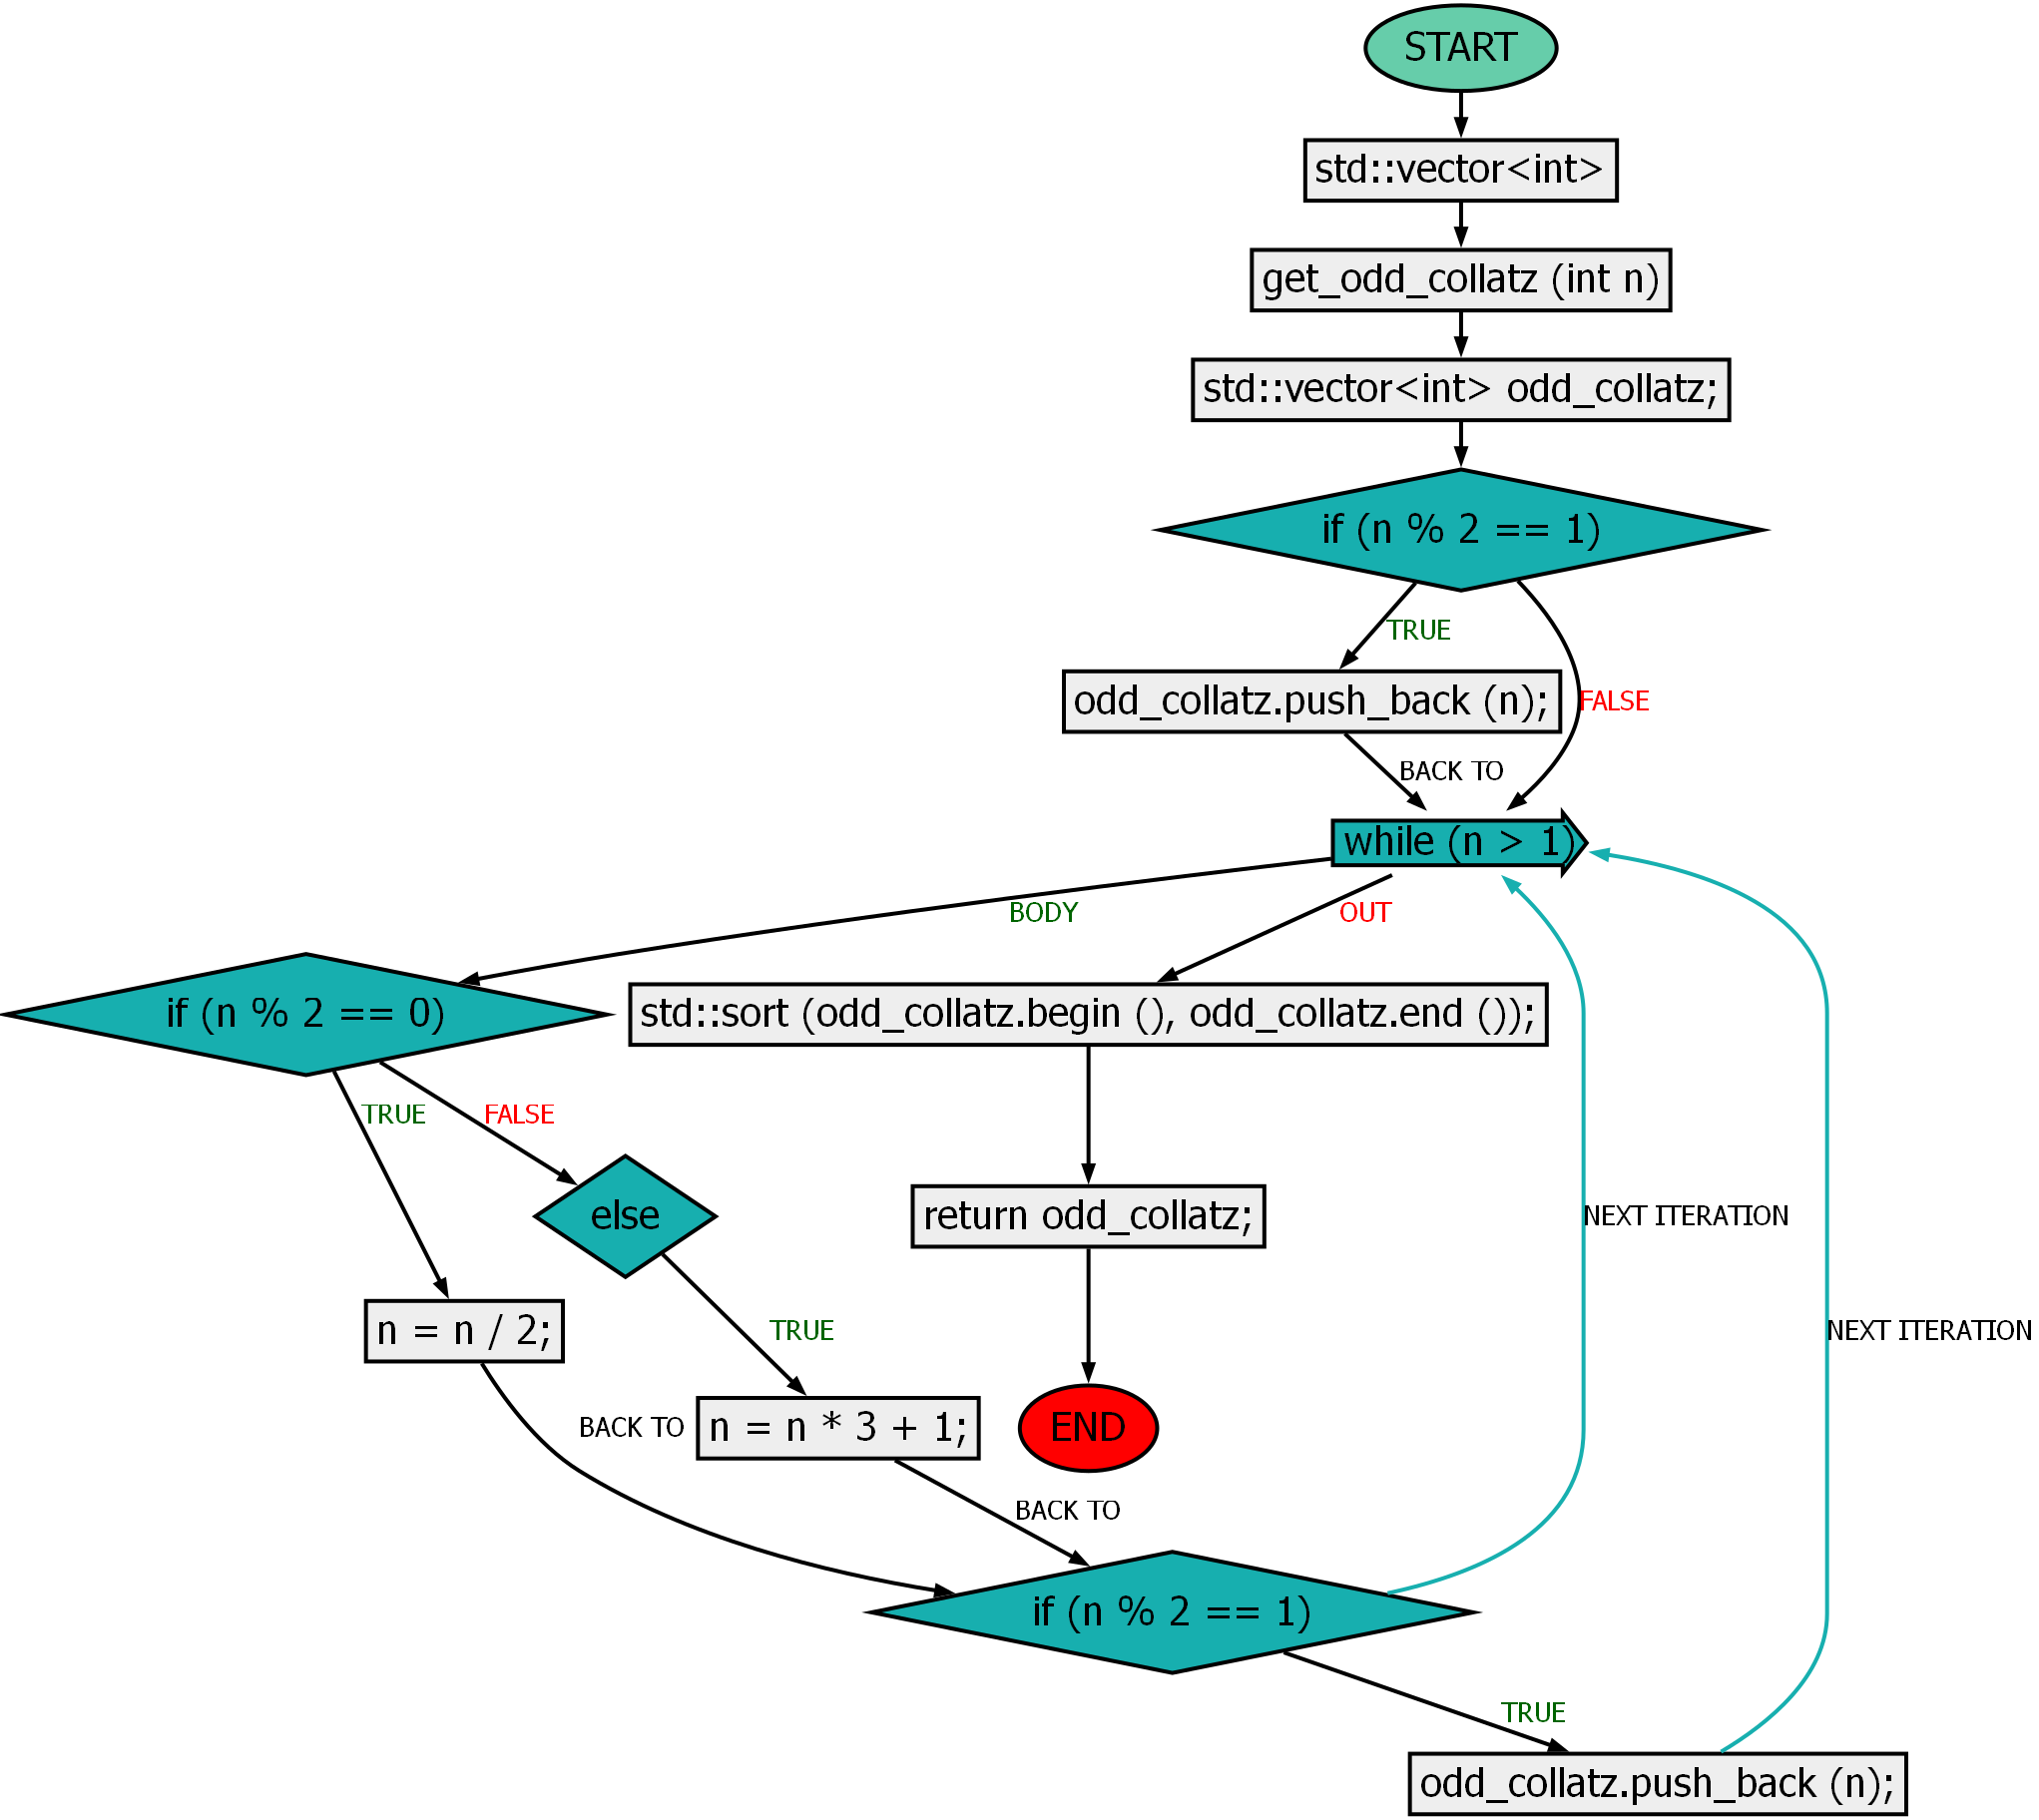 START
std::vector<int>
get_odd_collatz (int n)
std::vector<int> odd_collatz;
if (n % 2 == 1)
TRUE
odd_collatz.push_back (n);
FALSE
BACK TO
while (n > 1)
BODY
OUT
if (n % 2 == 0)
std::sort (odd_collatz.begin (), odd_collatz.end ());
TRUE
FALSE
else
return odd_collatz;
NEXT ITERATION
n = n / 2;
TRUE
NEXT ITERATION
BACK TO
n = n * 3 + 1;
END
BACK TO
if (n % 2 == 1)
TRUE
odd_collatz.push_back (n);